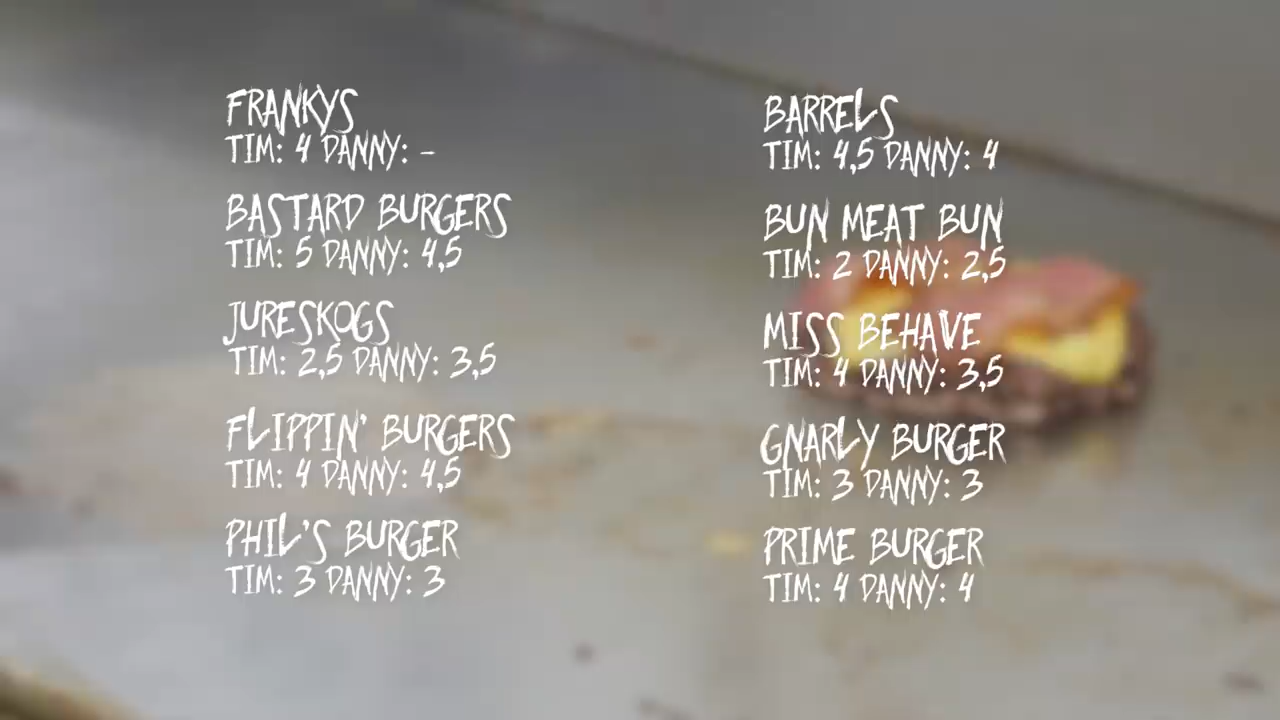 FRANKYS
TIM: 4 DANNY: -
BASTARD BURGERS
TIM: 5 DANNY: 4,5
JURESKOGS
TIM: 2,5 DANNY: 3,5
FLIPPIN' BURGERS
TIM: 4 DANNY: 4,5
PHIL'S BURGER
TIM: 3 DANNY: 3
BARRELS
TIM: 4,5 DANNY: 4
BUN MEAT BUN
TIM: 2 DANNY: 2,5
MISS BEHAVE
TIM: 4 DANNY: 3,5
GNARLY BURGER
TIM: 3 DANNY: 3
PRIME BURGER
TIM: 4 DANNY: 4